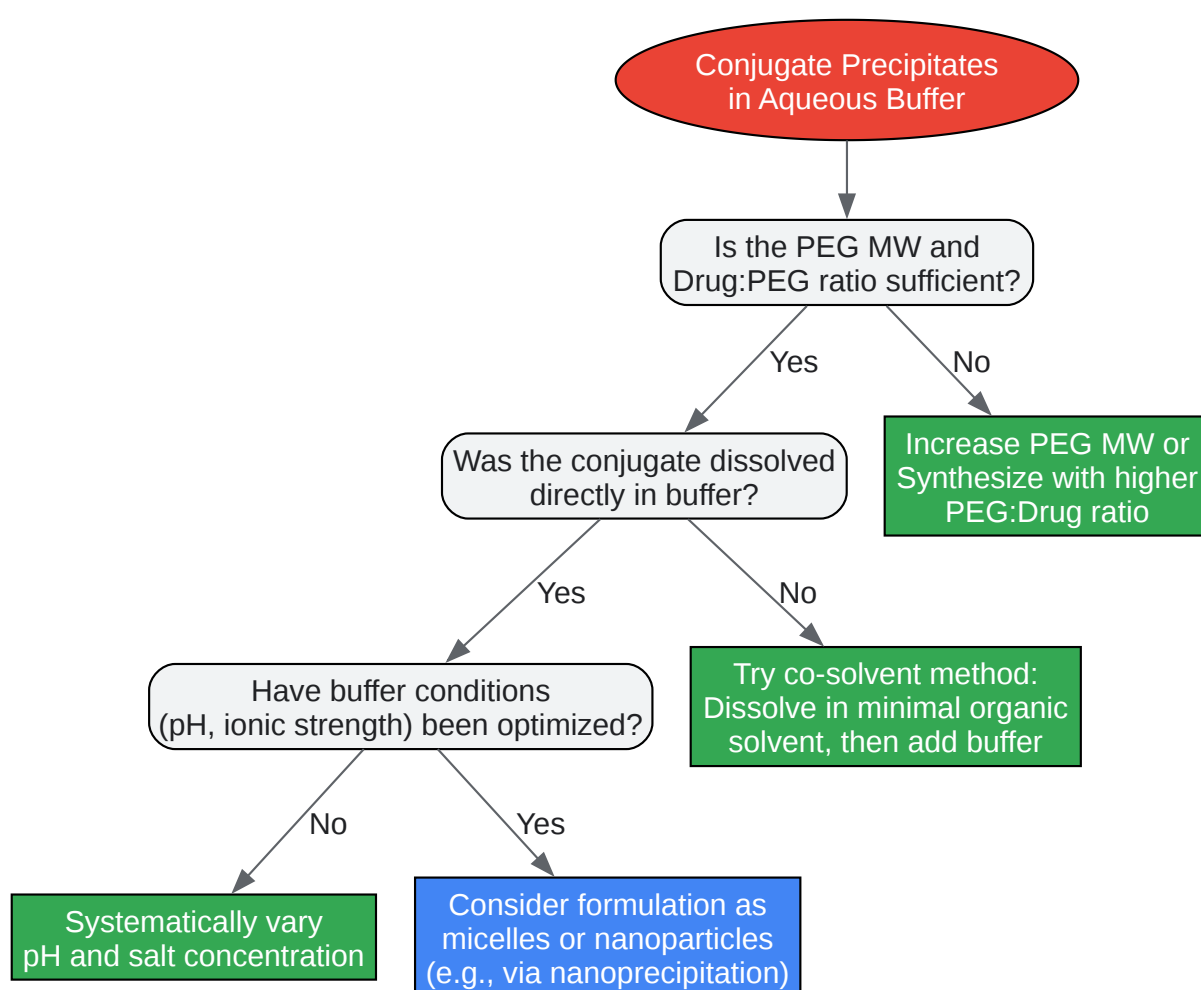 Conjugate Precipitates
in Aqueous Buffer
Is the PEG MW and
Drug:PEG ratio sufficient?
Yes
No
Increase PEG MW or
Synthesize with higher
PEG:Drug ratio
Was the conjugate dissolved
directly in buffer?
Yes
No
Try co-solvent method:
Dissolve in minimal organic
solvent, then add buffer
Have buffer conditions
(pH, ionic strength) been optimized?
No
Yes
Systematically vary
pH and salt concentration
Consider formulation as
micelles or nanoparticles
(e.g., via nanoprecipitation)